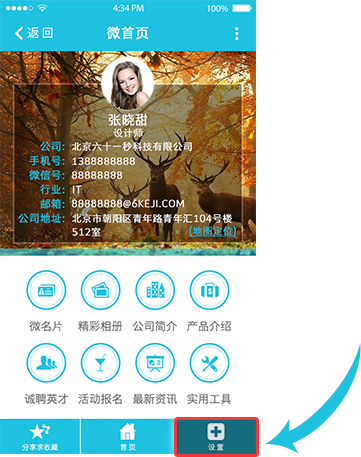 4:34 PM 100%
返回 微首页
张晓甜
设计师
公司：北京六十一秒科技有限公司
手机号：1388888888
微信号：88888888
行业：IT
邮箱：88888888@6KEJI.COM
公司地址：北京市朝阳区青年路青年汇104号楼
512室 (地图定位)
微名片 精彩相册 公司简介 产品介绍
诚聘英才 活动报名 最新资讯 实用工具
分享求收藏 首页 设置